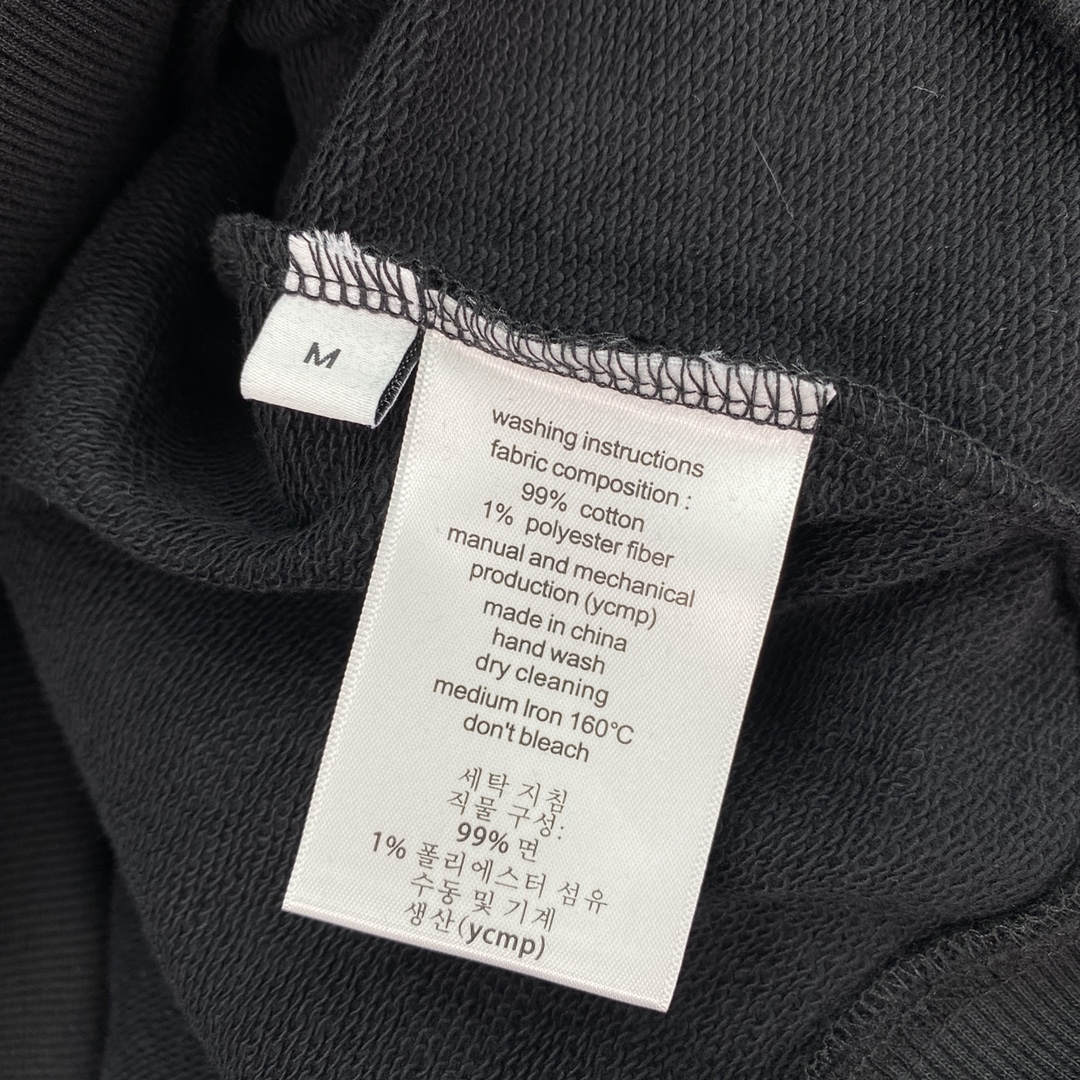 M
washing instructions
fabric composition :
99% cotton
1% polyester fiber
manual and mechanical
production (ycmp)
made in china
hand wash
dry cleaning
medium Iron 160°C
don't bleach
세탁 지침
직물 구성:
99% 면
1% 폴리에스터 섬유
수동 및 기계
생산(ycmp)